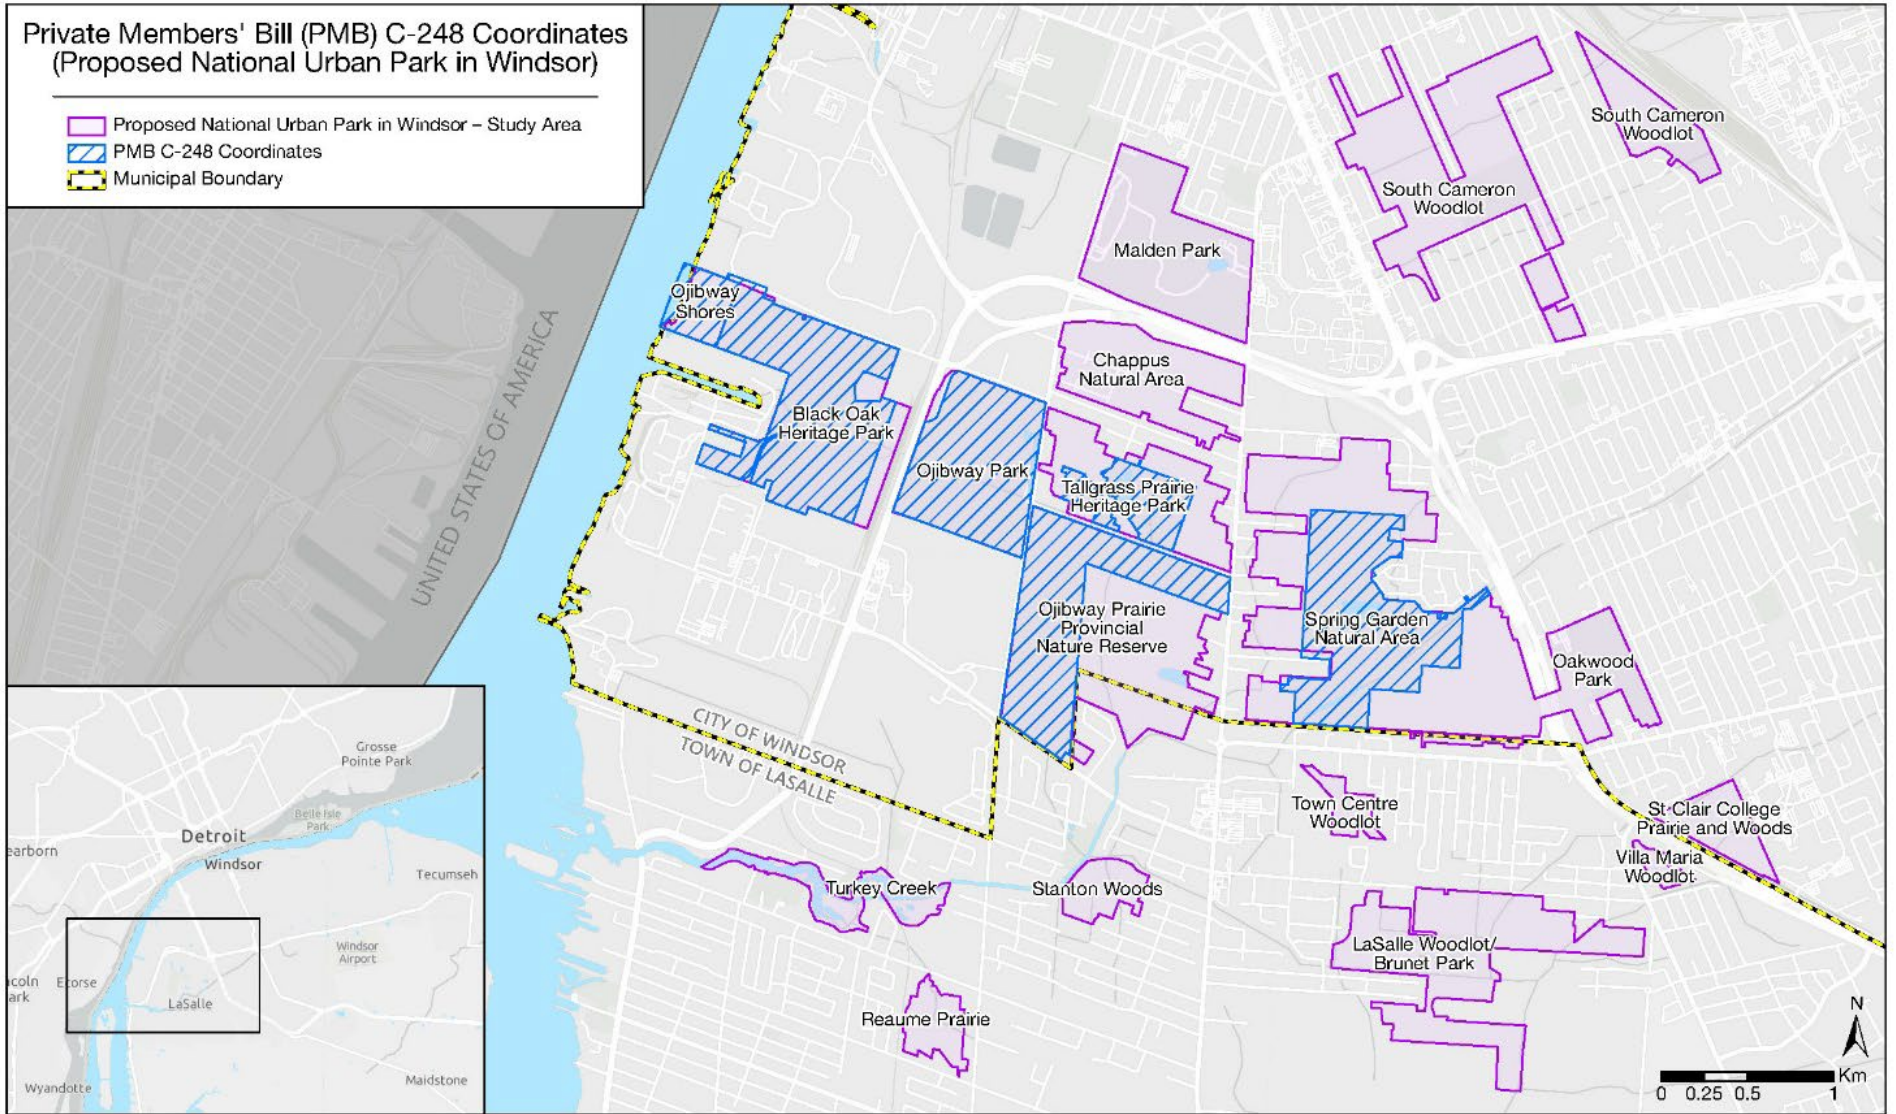 Private Members' Bill (PMB) C-248 Coordinates
(Proposed National Urban Park in Windsor)
Proposed National Urban Park in Windsor – Study Area
PMB C-248 Coordinates
Municipal Boundary
South Cameron
Woodlot
South Cameron
Woodlot
Malden Park
Ojibway
Shores
Chappus
Natural Area
Black Oak
Heritage Park
Ojibway Park
Tallgrass Prairie
Heritage Park
UNITED STATES OF AMERICA
Ojibway Prairie
Provincial
Nature Reserve
Spring Garden
Natural Area
Oakwood
Park
CITY OF WINDSOR
TOWN OF LASALLE
Town Centre
Woodlot
St Clair College
Prairie and Woods
Villa Maria
Woodlot
Turkey Creek
Stanton Woods
LaSalle Woodlot/
Brunet Park
Reaume Prairie
Grosse
Pointe Park
Belle Isle
Park
Detroit
Windsor
earborn
Tecumseh
Windsor
Airport
ncoln
ark
Ecorse
LaSalle
Wyandotte
Maidstone
N
Km
0 0.25 0.5 1